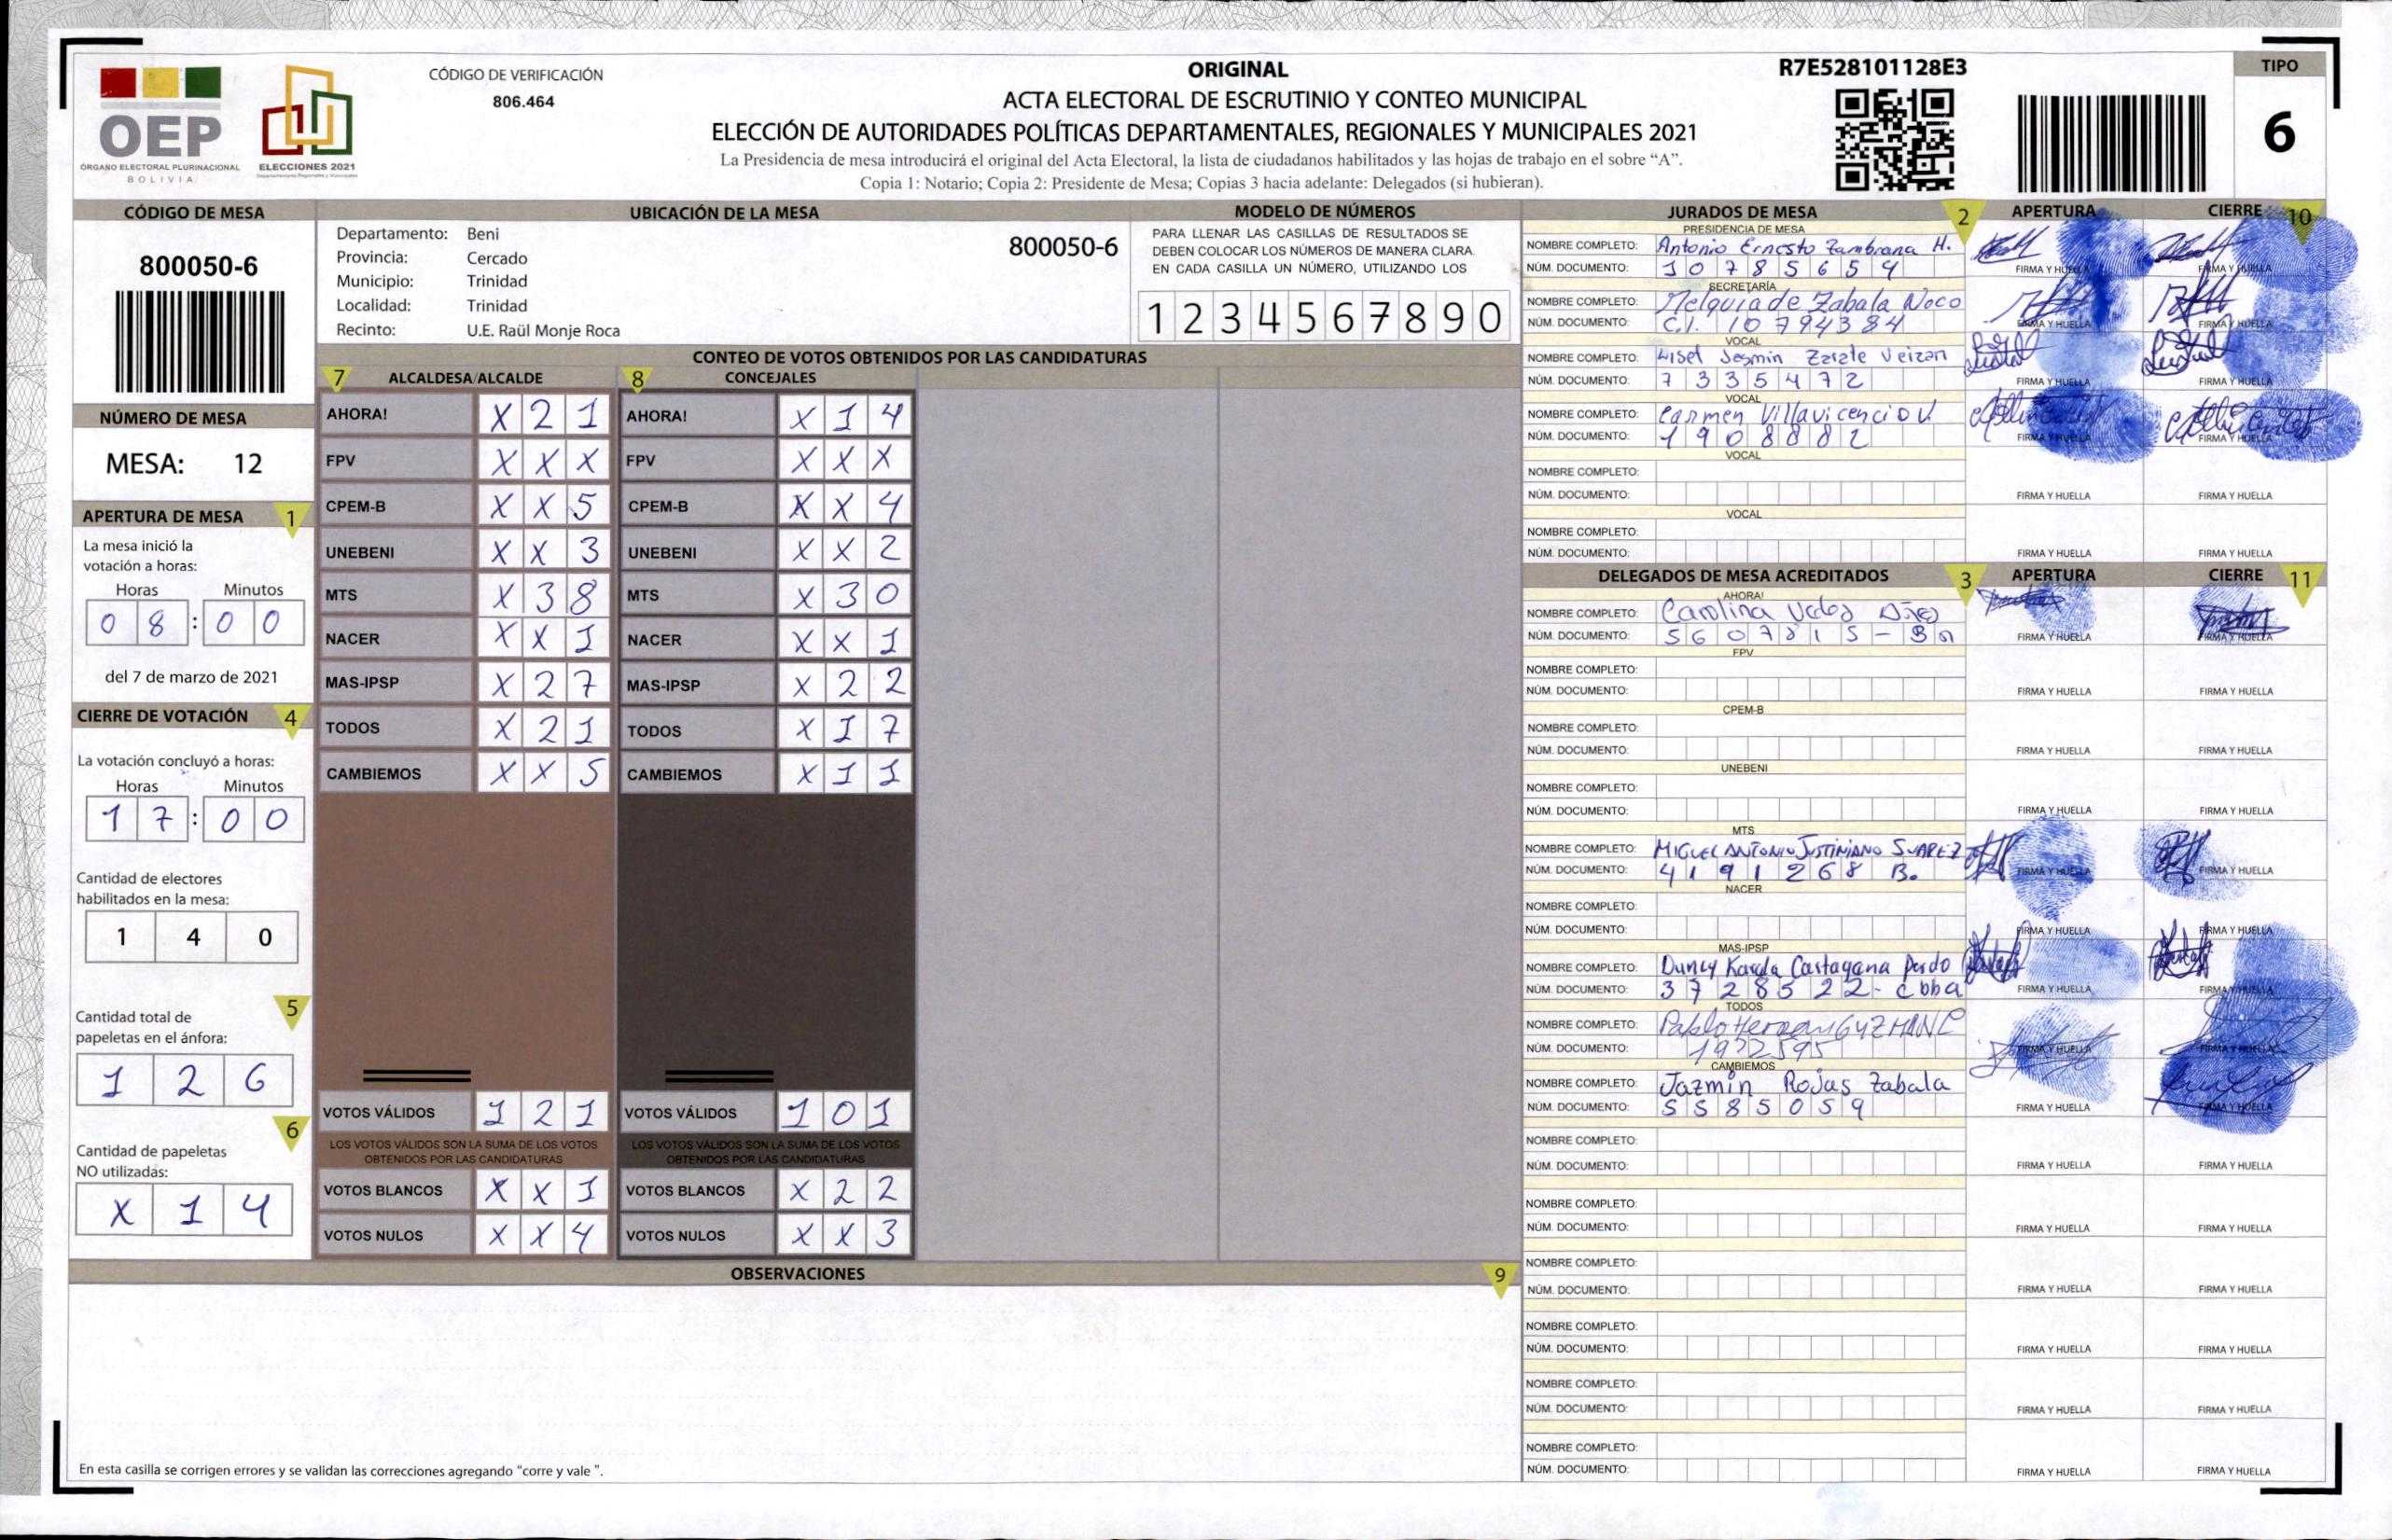 CÓDIGO DE VERIFICACIÓN
806.464
OEP
ÓRGANO ELECTORAL PLURINACIONAL
BOLIVIA
ELECCIONES 2021
ORIGINAL
ACTA ELECTORAL DE ESCRUTINIO Y CONTEO MUNICIPAL
ELECCIÓN DE AUTORIDADES POLÍTICAS DEPARTAMENTALES, REGIONALES Y MUNICIPALES 2021
La Presidencia de mesa introducirá el original del Acta Electoral, la lista de ciudadanos habilitados y las hojas de trabajo en el sobre “A”.
Copia 1: Notario; Copia 2: Presidente de Mesa; Copias 3 hacia adelante: Delegados (si hubieran).
R7E528101128E3
TIPO
6
CÓDIGO DE MESA
800050-6
NÚMERO DE MESA
MESA: 12
APERTURA DE MESA 1
La mesa inició la
votación a horas:
Horas Minutos
0 8 : 0 0
del 7 de marzo de 2021
CIERRE DE VOTACIÓN 4
La votación concluyó a horas:
Horas Minutos
1 7 : 0 0
Cantidad de electores
habilitados en la mesa:
1 4 0
5
Cantidad total de
papeletas en el ánfora:
1 2 6
6
Cantidad de papeletas
NO utilizadas:
X 1 4
UBICACIÓN DE LA MESA
Departamento: Beni
Provincia: Cercado
Municipio: Trinidad
Localidad: Trinidad
Recinto: U.E. Raül Monje Roca
800050-6
MODELO DE NÚMEROS
PARA LLENAR LAS CASILLAS DE RESULTADOS SE
DEBEN COLOCAR LOS NÚMEROS DE MANERA CLARA.
EN CADA CASILLA UN NÚMERO, UTILIZANDO LOS
1 2 3 4 5 6 7 8 9 0
CONTEO DE VOTOS OBTENIDOS POR LAS CANDIDATURAS
7 ALCALDESA/ALCALDE 8 CONCEJALES
AHORA! X 2 1 AHORA! X 1 4
FPV X X X FPV X X X
CPEM-B X X 5 CPEM-B X X 4
UNEBENI X X 3 UNEBENI X X 2
MTS X 3 8 MTS X 3 0
NACER X X 1 NACER X X 1
MAS-IPSP X 2 7 MAS-IPSP X 2 2
TODOS X 2 1 TODOS X 1 7
CAMBIEMOS X X 5 CAMBIEMOS X 1 1
VOTOS VÁLIDOS 1 2 1 VOTOS VÁLIDOS 1 0 1
LOS VOTOS VÁLIDOS SON LA SUMA DE LOS VOTOS LOS VOTOS VÁLIDOS SON LA SUMA DE LOS VOTOS
OBTENIDOS POR LAS CANDIDATURAS OBTENIDOS POR LAS CANDIDATURAS
VOTOS BLANCOS X X 1 VOTOS BLANCOS X 2 2
VOTOS NULOS X X 4 VOTOS NULOS X X 3
OBSERVACIONES 9
En esta casilla se corrigen errores y se validan las correcciones agregando "corre y vale ".
JURADOS DE MESA 2 APERTURA CIERRE 10
PRESIDENCIA DE MESA
NOMBRE COMPLETO: Antonio Ernesto Zambrana H.
NÚM. DOCUMENTO: 1 0 7 8 5 6 5 9 FIRMA Y HUELLA FIRMA Y HUELLA
SECRETARÍA
NOMBRE COMPLETO: Melquiade Zabala Noco
NÚM. DOCUMENTO: C.I. 10794384 FIRMA Y HUELLA FIRMA Y HUELLA
VOCAL
NOMBRE COMPLETO: Lisel Jesmin Zarate Veizan
NÚM. DOCUMENTO: 7 3 3 5 4 7 2 FIRMA Y HUELLA FIRMA Y HUELLA
VOCAL
NOMBRE COMPLETO: Carmen Villavicencio V.
NÚM. DOCUMENTO: 1 9 0 8 8 8 2 FIRMA Y HUELLA FIRMA Y HUELLA
VOCAL
NOMBRE COMPLETO:
NÚM. DOCUMENTO: FIRMA Y HUELLA FIRMA Y HUELLA
VOCAL
NOMBRE COMPLETO:
NÚM. DOCUMENTO: FIRMA Y HUELLA FIRMA Y HUELLA
DELEGADOS DE MESA ACREDITADOS 3 APERTURA CIERRE 11
AHORA!
NOMBRE COMPLETO: Carolina
NÚM. DOCUMENTO: 5 6 0 7 8 1 5 - Bn FIRMA Y HUELLA FIRMA Y HUELLA
FPV
NOMBRE COMPLETO:
NÚM. DOCUMENTO: FIRMA Y HUELLA FIRMA Y HUELLA
CPEM-B
NOMBRE COMPLETO:
NÚM. DOCUMENTO: FIRMA Y HUELLA FIRMA Y HUELLA
UNEBENI
NOMBRE COMPLETO:
NÚM. DOCUMENTO: FIRMA Y HUELLA FIRMA Y HUELLA
MTS
NOMBRE COMPLETO: MIGUEL ANTONIO JUSTINIANO SUAREZ
NÚM. DOCUMENTO: 4 1 9 1 2 6 8 B. FIRMA Y HUELLA FIRMA Y HUELLA
NACER
NOMBRE COMPLETO:
NÚM. DOCUMENTO: FIRMA Y HUELLA FIRMA Y HUELLA
MAS-IPSP
NOMBRE COMPLETO: Duncy Karla Castagana
NÚM. DOCUMENTO: 3 7 2 8 5 2 2 - cbba FIRMA Y HUELLA FIRMA Y HUELLA
TODOS
NOMBRE COMPLETO: Pablo Hernan GUZMAN C
NÚM. DOCUMENTO: 1922595 FIRMA Y HUELLA FIRMA Y HUELLA
CAMBIEMOS
NOMBRE COMPLETO: Jazmin Rojas Zabala
NÚM. DOCUMENTO: 5 5 8 5 0 5 9 FIRMA Y HUELLA FIRMA Y HUELLA
NOMBRE COMPLETO:
NÚM. DOCUMENTO: FIRMA Y HUELLA FIRMA Y HUELLA
NOMBRE COMPLETO:
NÚM. DOCUMENTO: FIRMA Y HUELLA FIRMA Y HUELLA
NOMBRE COMPLETO:
NÚM. DOCUMENTO: FIRMA Y HUELLA FIRMA Y HUELLA
NOMBRE COMPLETO:
NÚM. DOCUMENTO: FIRMA Y HUELLA FIRMA Y HUELLA
NOMBRE COMPLETO:
NÚM. DOCUMENTO: FIRMA Y HUELLA FIRMA Y HUELLA
NOMBRE COMPLETO:
NÚM. DOCUMENTO: FIRMA Y HUELLA FIRMA Y HUELLA